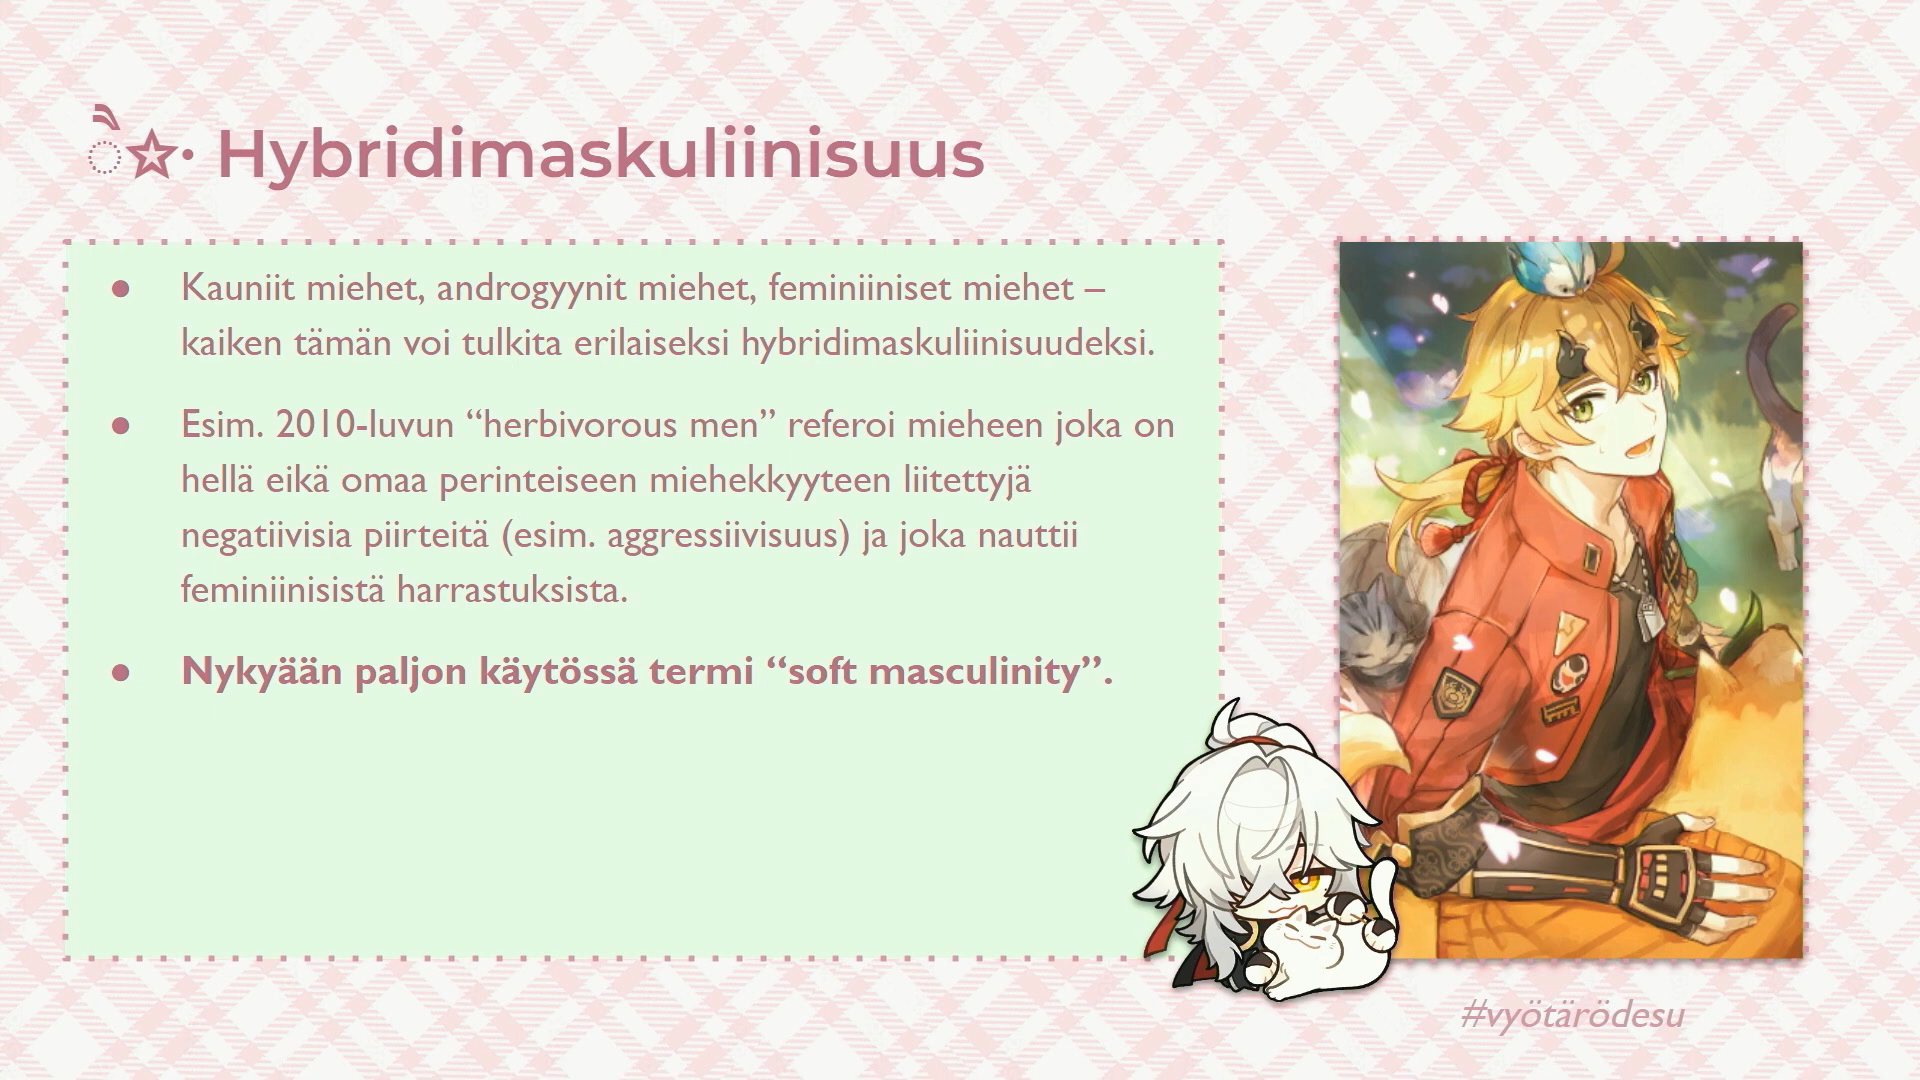 ੈ☆‧ Hybridimaskuliinisuus
● Kauniit miehet, androgyynit miehet, feminiiniset miehet –
kaiken tämän voi tulkita erilaiseksi hybridimaskuliinisuudeksi.
● Esim. 2010-luvun “herbivorous men” referoi mieheen joka on
hellä eikä omaa perinteiseen miehekkyyteen liitettyjä
negatiivisia piirteitä (esim. aggressiivisuus) ja joka nauttii
feminiinisistä harrastuksista.
● Nykyään paljon käytössä termi “soft masculinity”.
#vyötärödesu